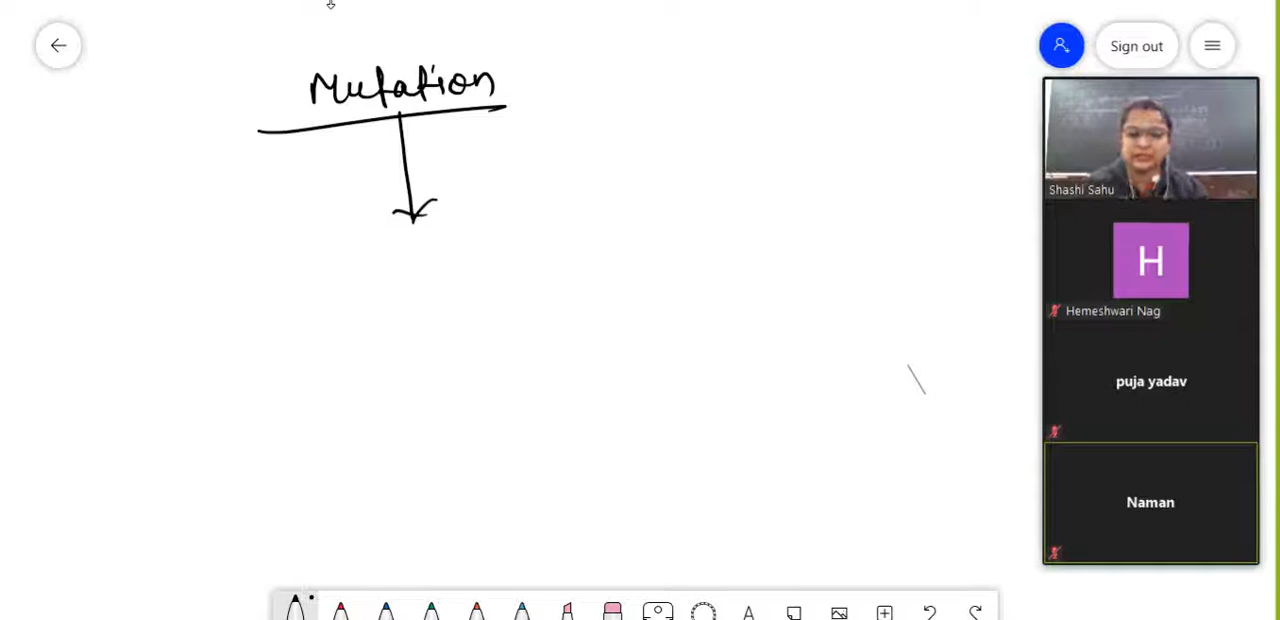 Mutation
Sign out
Shashi Sahu
H
Hemeshwari Nag
puja yadav
Naman
A